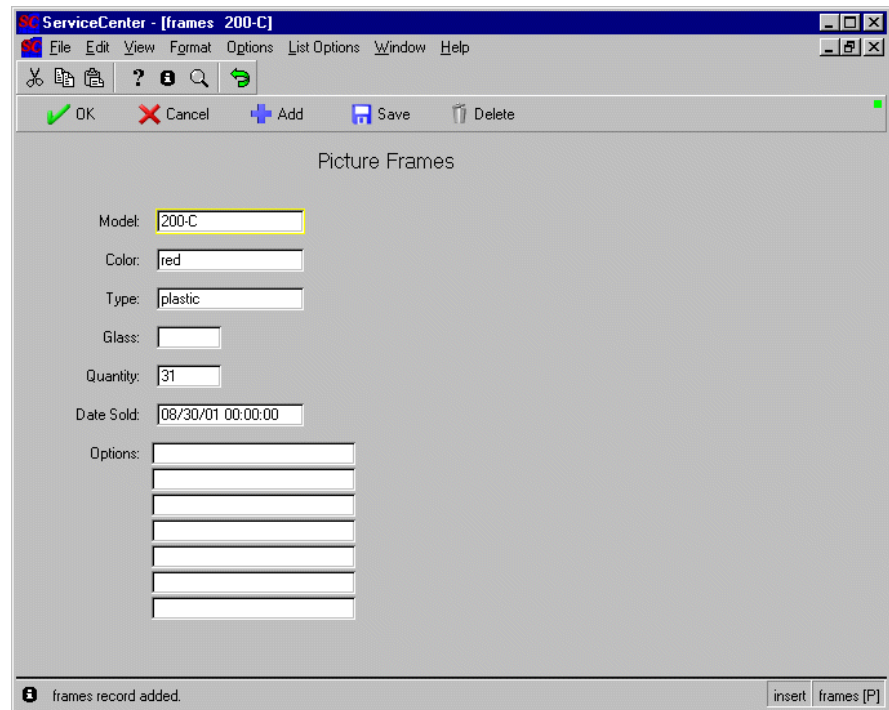 SC ServiceCenter - [frames 200-C]
SC File Edit View Format Options List Options Window Help
?
OK Cancel Add Save Delete
Picture Frames
Model: 200-C
Color: red
Type: plastic
Glass:
Quantity: 31
Date Sold: 08/30/01 00:00:00
Options:
frames record added. insert frames [P]